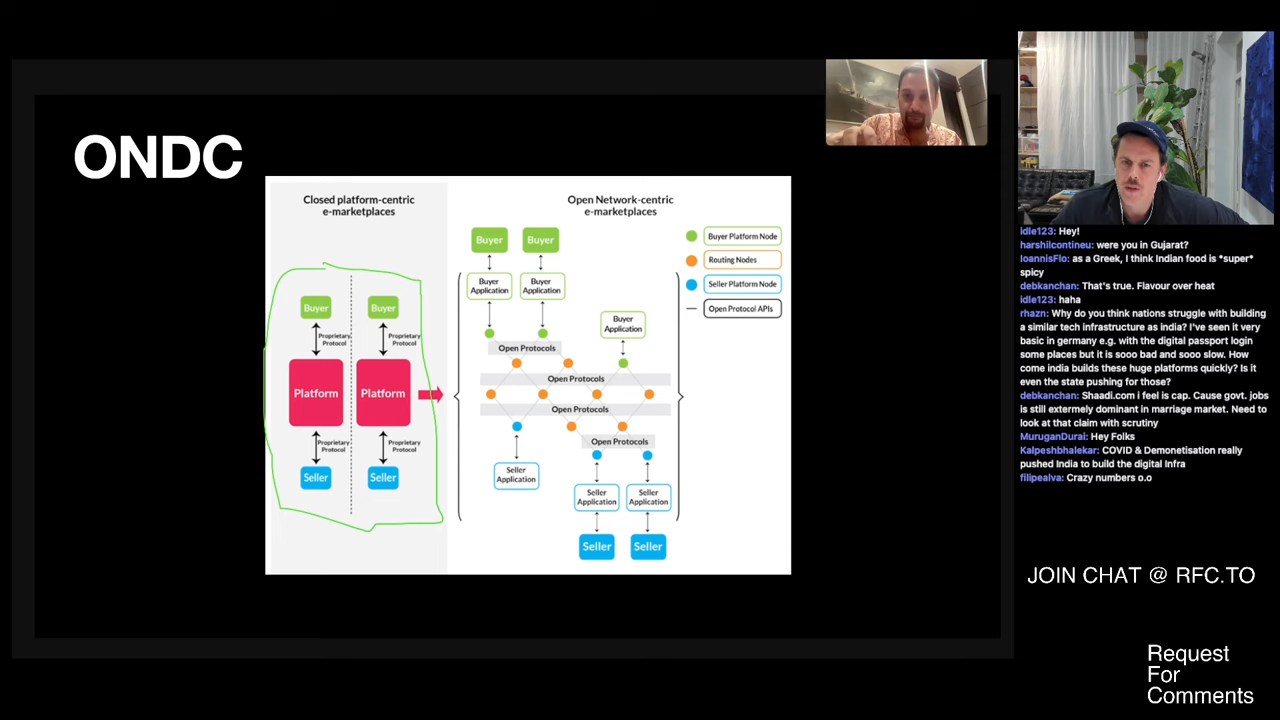 ONDC
Closed platform-centric
e-marketplaces
Buyer
Buyer
Proprietary
Protocol
Proprietary
Protocol
Platform
Platform
Proprietary
Protocol
Proprietary
Protocol
Seller
Seller
Open Network-centric
e-marketplaces
Buyer
Buyer
Buyer
Application
Buyer
Application
Buyer
Application
Open Protocols
Open Protocols
Open Protocols
Open Protocols
Seller
Application
Seller
Application
Seller
Application
Seller
Seller
Buyer Platform Node
Routing Nodes
Seller Platform Node
Open Protocol APIs
idle123: Hey!
harshilcontineu: were you in Gujarat?
IoannisFlo: as a Greek, I think Indian food is *super*
spicy
debkanchan: That's true. Flavour over heat
idle123: haha
rhazn: Why do you think nations struggle with building
a similar tech infrastructure as india? I've seen it very
basic in germany e.g. with the digital passport login
some places but it is sooo bad and sooo slow. How
come india builds these huge platforms quickly? Is it
even the state pushing for those?
debkanchan: Shaadi.com i feel is cap. Cause govt. jobs
is still extermely dominant in marriage market. Need to
look at that claim with scrutiny
MuruganDurai: Hey Folks
Kalpeshbhalekar: COVID & Demonetisation really
pushed India to build the digital Infra
filipealva: Crazy numbers o.o
JOIN CHAT @ RFC.TO
Request
For
Comments